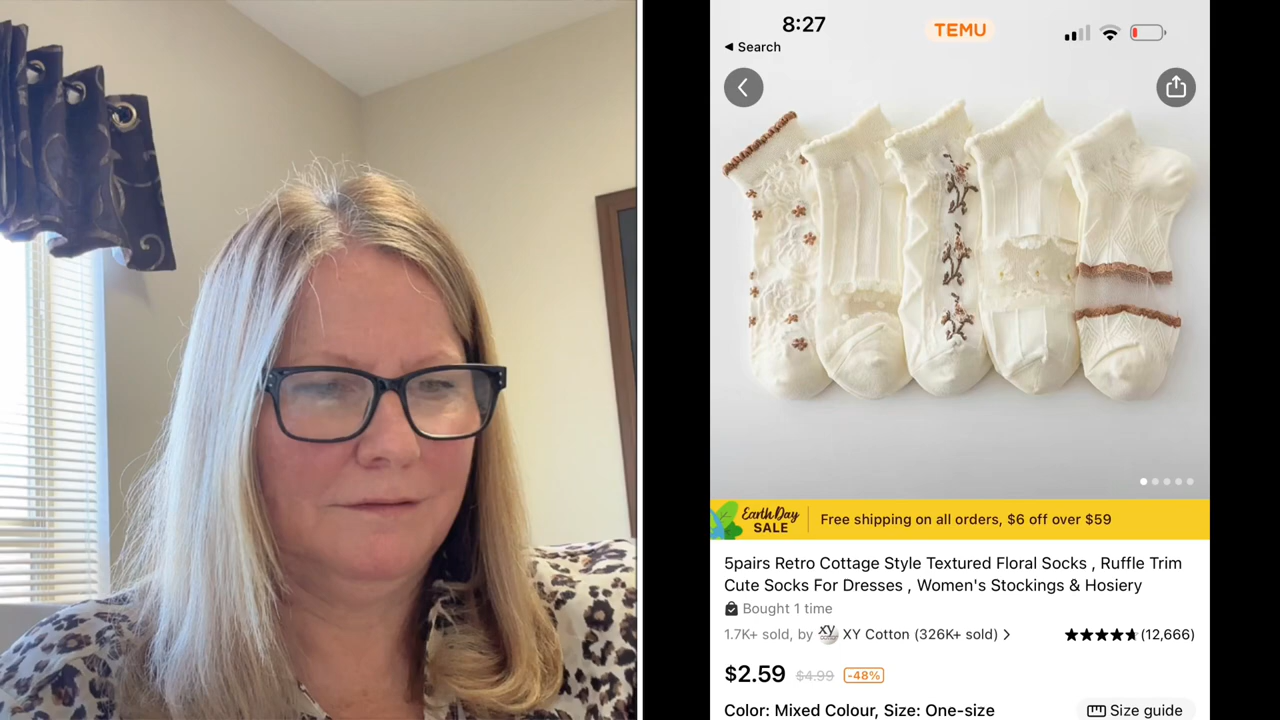 8:27
TEMU
◀ Search
Earth Day
SALE
Free shipping on all orders, $6 off over $59
5pairs Retro Cottage Style Textured Floral Socks , Ruffle Trim
Cute Socks For Dresses , Women's Stockings & Hosiery
Bought 1 time
1.7K+ sold, by xy XY Cotton (326K+ sold) >
(12,666)
$2.59 $4.99 -48%
Color: Mixed Colour, Size: One-size
Size guide